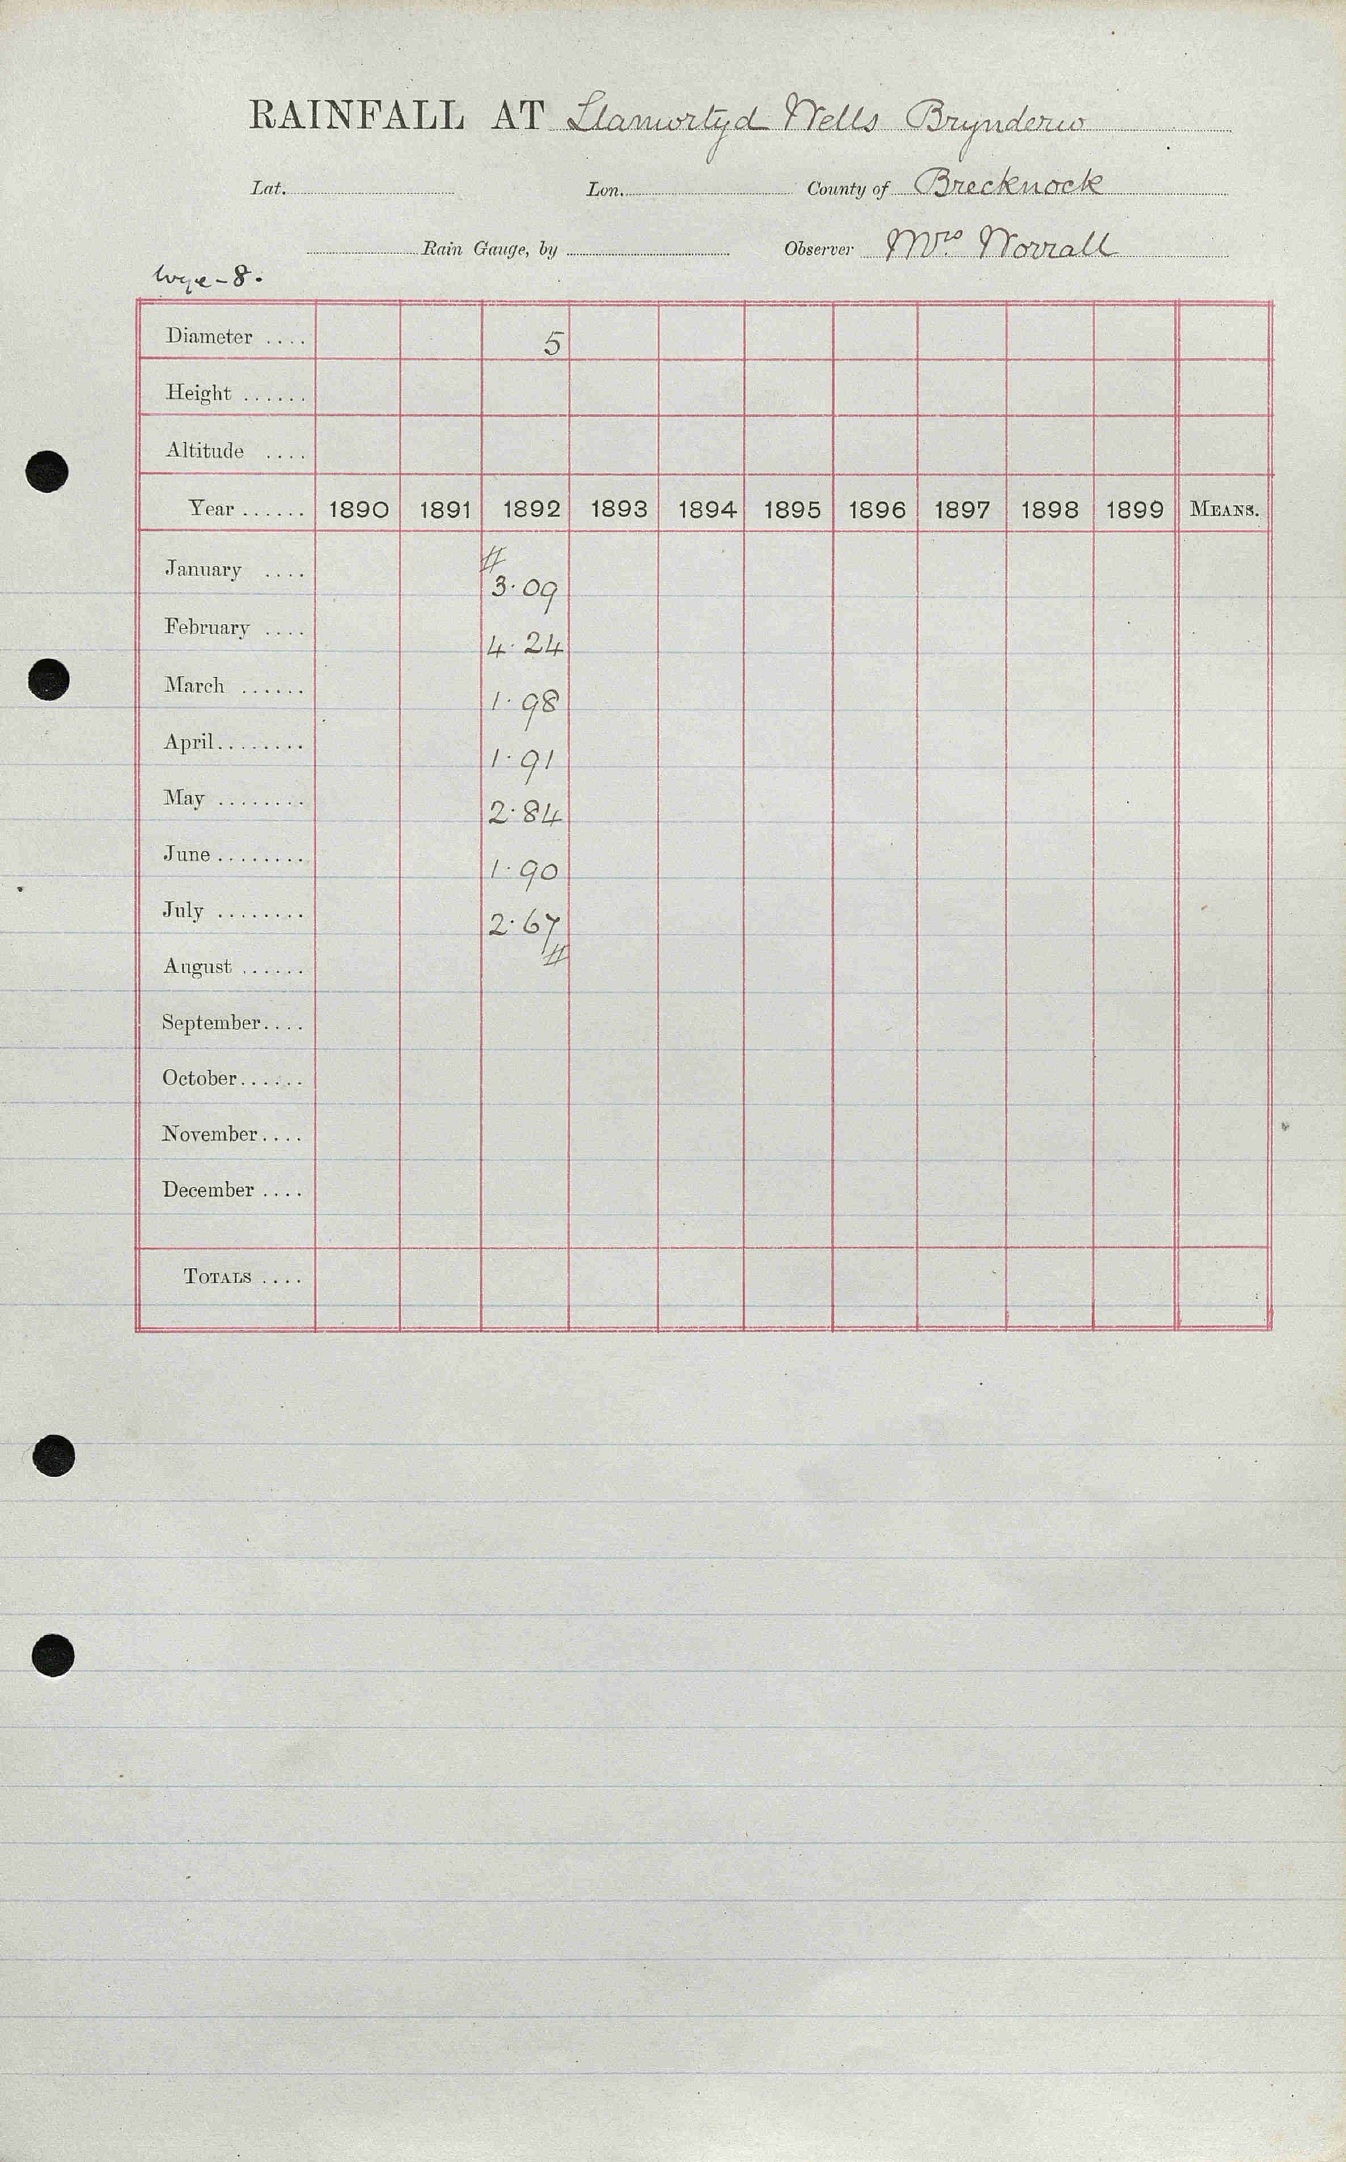 RAINFALL AT Llanwrtyd Wells Brynderw
Lat. Lon. County of Brecknock
Rain Gauge, by Observer Mrs. Worrall
Wye-8.
Diameter .... 5
Height ......
Altitude ....
Year ...... 1890 1891 1892 1893 1894 1895 1896 1897 1898 1899 MEANS.
#
January .... 3.09
February .... 4.24
March ...... 1.98
April........ 1.91
May ........ 2.84
June ........ 1.90
July ........ 2.67
#
August ......
September....
October......
November....
December ....
TOTALS ....